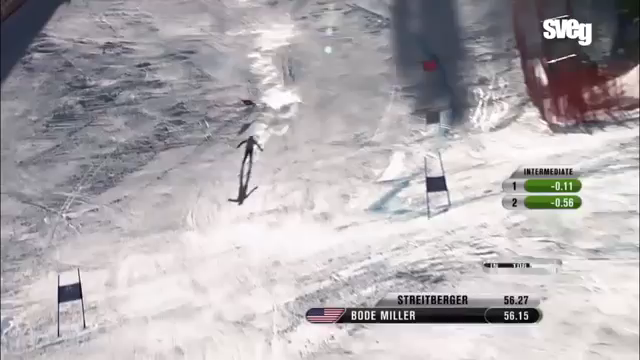 sveg
INTERMEDIATE
1 -0.11
2 -0.56
STREITBERGER 56.27
BODE MILLER 56.15